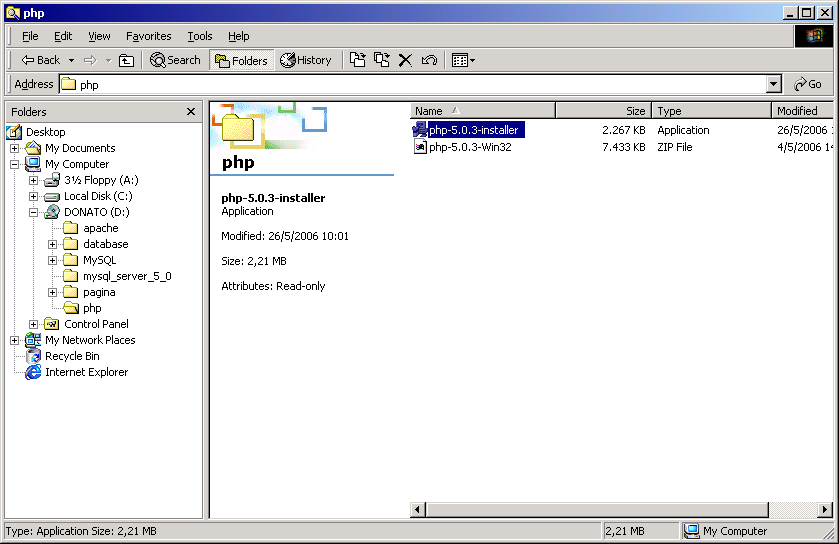 php
File Edit View Favorites Tools Help
Back Search Folders History
Address php Go
Folders
Desktop
My Documents
My Computer
3½ Floppy (A:)
Local Disk (C:)
DONATO (D:)
apache
database
MySQL
mysql_server_5_0
pagina
php
Control Panel
My Network Places
Recycle Bin
Internet Explorer
php
php-5.0.3-installer
Application
Modified: 26/5/2006 10:01
Size: 2,21 MB
Attributes: Read-only
Name Size Type Modified
php-5.0.3-installer 2.267 KB Application 26/5/2006
php-5.0.3-Win32 7.433 KB ZIP File 4/5/2006 14
Type: Application Size: 2,21 MB 2,21 MB My Computer